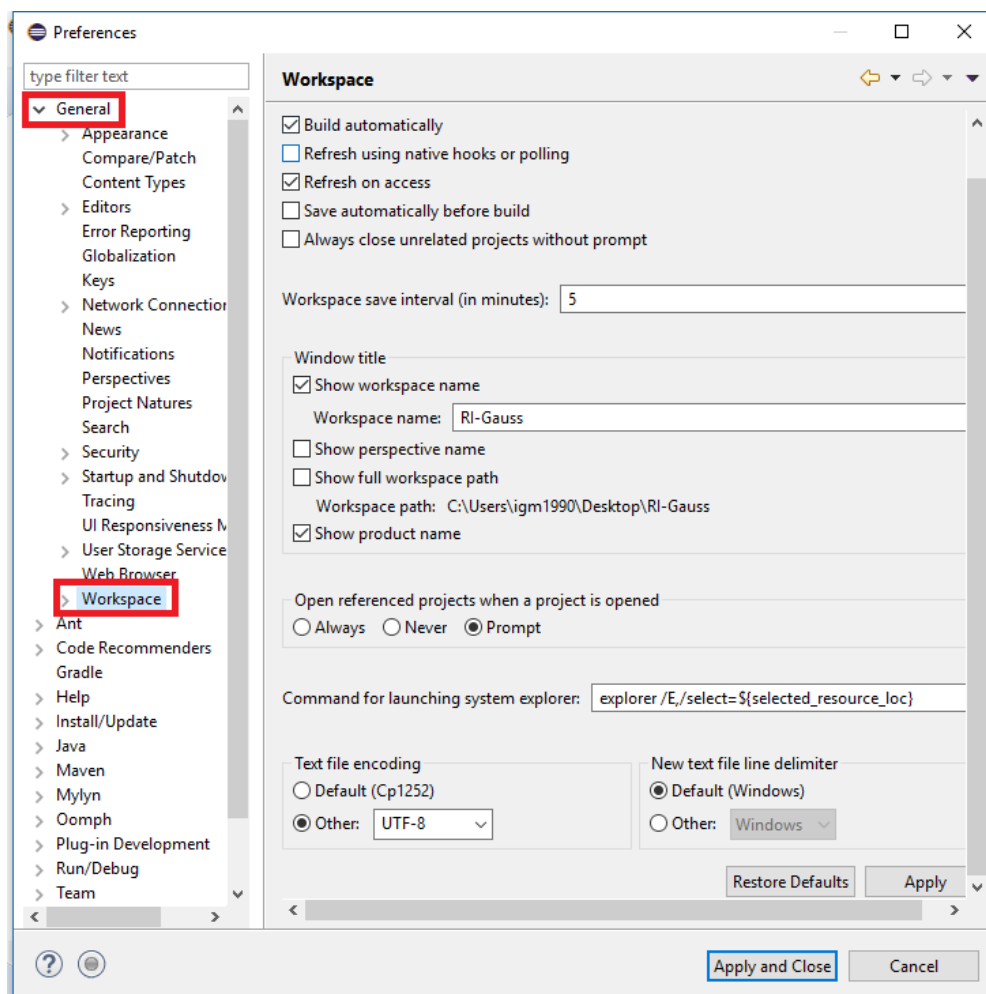 Preferences
type filter text
General
Appearance
Compare/Patch
Content Types
Editors
Error Reporting
Globalization
Keys
Network Connection
News
Notifications
Perspectives
Project Natures
Search
Security
Startup and Shutdov
Tracing
UI Responsiveness M
User Storage Service
Web Browser
Workspace
Ant
Code Recommenders
Gradle
Help
Install/Update
Java
Maven
Mylyn
Oomph
Plug-in Development
Run/Debug
Team
Workspace
Build automatically
Refresh using native hooks or polling
Refresh on access
Save automatically before build
Always close unrelated projects without prompt
Workspace save interval (in minutes): 5
Window title
Show workspace name
Workspace name: RI-Gauss
Show perspective name
Show full workspace path
Workspace path: C:\Users\igm1990\Desktop\RI-Gauss
Show product name
Open referenced projects when a project is opened
Always Never Prompt
Command for launching system explorer: explorer /E,/select=${selected_resource_loc}
Text file encoding
Default (Cp1252)
Other: UTF-8
New text file line delimiter
Default (Windows)
Other: Windows
Restore Defaults Apply
? Apply and Close Cancel